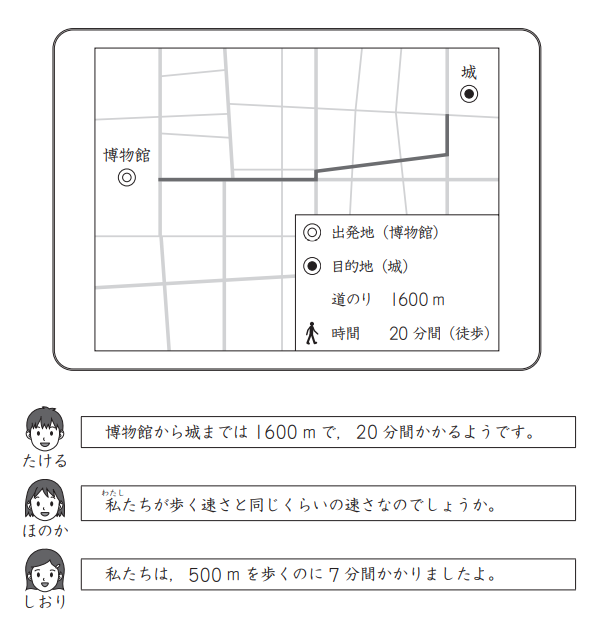 城
博物館
出発地（博物館）
目的地（城）
道のり　1600 m
時間　20 分間（徒歩）
博物館から城までは 1600 m で， 20 分間かかるようです。
たける
わたし
私たちが歩く速さと同じくらいの速さなのでしょうか。
ほのか
私たちは， 500 m を歩くのに 7 分間かかりましたよ。
しおり